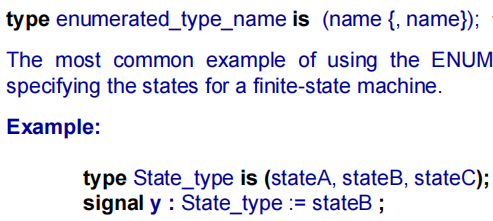 type enumerated_type_name is (name {, name});
The most common example of using the ENUM
specifying the states for a finite-state machine.
Example:
type State_type is (stateA, stateB, stateC);
signal y : State_type := stateB ;